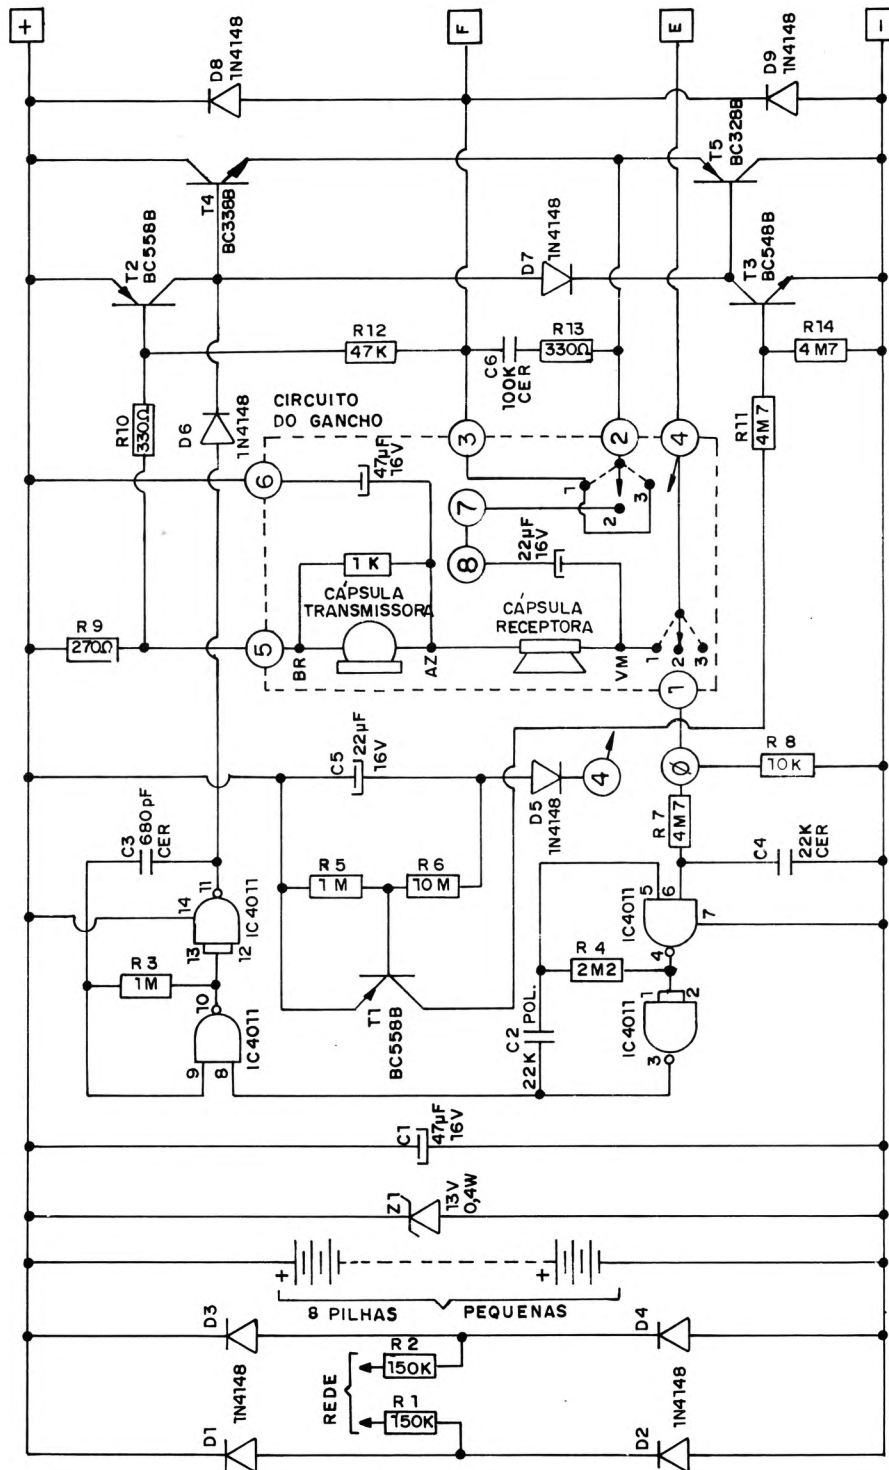 +
F
E
-
D8
1N4148
D9
1N4148
T4
BC338B
T5
BC328B
T2
BC558B
D7
1N4148
T3
BC548B
R12
47K
C6
100K
CER
R13
330Ω
R14
4M7
R10
330Ω
D6
1N4148
CIRCUITO
DO GANCHO
3
2
4
R11
4M7
6
47µF
16V
7
8
1
2
3
22µF
16V
1K
CÁPSULA
TRANSMISSORA
CÁPSULA
RECEPTORA
R9
270Ω
5
BR
AZ
VM
1
2
3
1
C5
22µF
16V
D5
1N4148
4
Ø
R8
10K
R7
4M7
C3
680pF
CER
11
14
13
12
IC4011
R5
1M
R6
10M
C4
22K
CER
5
6
7
4
IC4011
R3
1M
10
9
8
IC4011
T1
BC558B
R4
2M2
C2
22K
POL.
1
2
3
IC4011
C1
47µF
16V
Z1
13V
0,4W
+
+
8 PILHAS
PEQUENAS
D3
D4
R2
150K
REDE
R1
150K
D1
1N4148
D2
1N4148